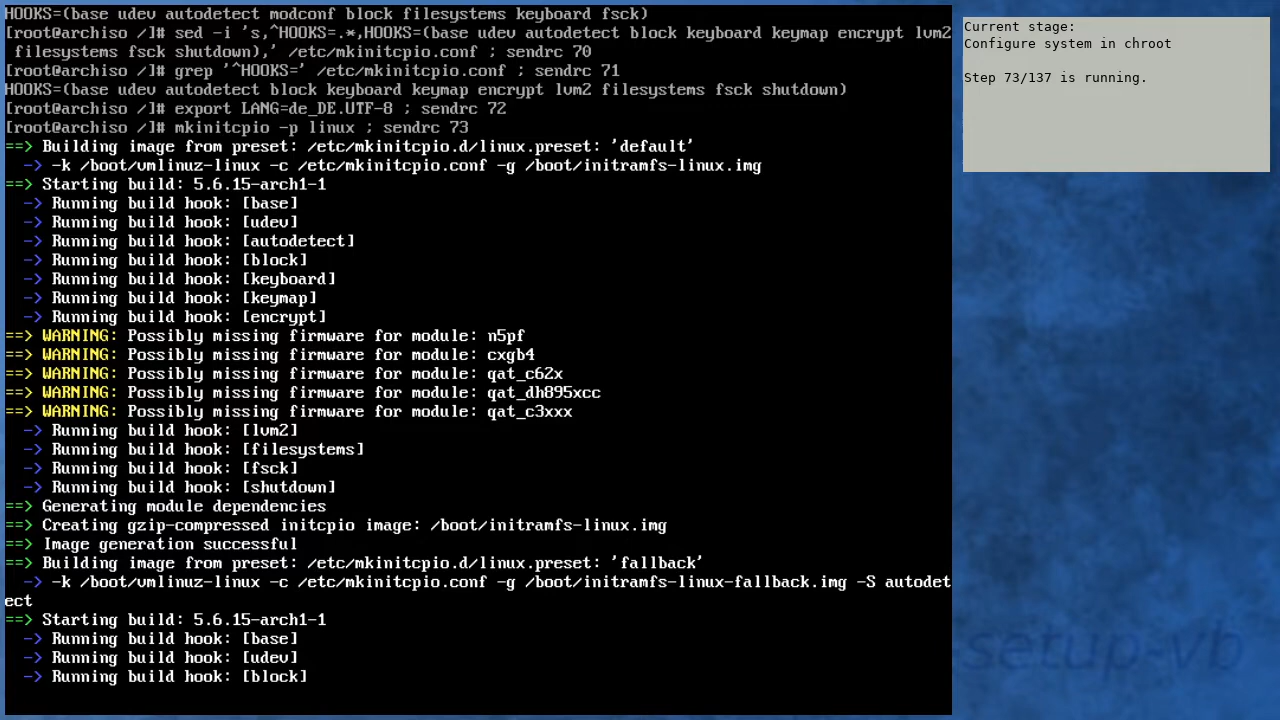 HOOKS=(base udev autodetect modconf block filesystems keyboard fsck)
[root@archiso /]# sed -i 's,^HOOKS=.*,HOOKS=(base udev autodetect block keyboard keymap encrypt lvm2
 filesystems fsck shutdown),' /etc/mkinitcpio.conf ; sendrc 70
[root@archiso /]# grep '^HOOKS=' /etc/mkinitcpio.conf ; sendrc 71
HOOKS=(base udev autodetect block keyboard keymap encrypt lvm2 filesystems fsck shutdown)
[root@archiso /]# export LANG=de_DE.UTF-8 ; sendrc 72
[root@archiso /]# mkinitcpio -p linux ; sendrc 73
==> Building image from preset: /etc/mkinitcpio.d/linux.preset: 'default'
  -> -k /boot/vmlinuz-linux -c /etc/mkinitcpio.conf -g /boot/initramfs-linux.img
==> Starting build: 5.6.15-arch1-1
  -> Running build hook: [base]
  -> Running build hook: [udev]
  -> Running build hook: [autodetect]
  -> Running build hook: [block]
  -> Running build hook: [keyboard]
  -> Running build hook: [keymap]
  -> Running build hook: [encrypt]
==> WARNING: Possibly missing firmware for module: n5pf
==> WARNING: Possibly missing firmware for module: cxgb4
==> WARNING: Possibly missing firmware for module: qat_c62x
==> WARNING: Possibly missing firmware for module: qat_dh895xcc
==> WARNING: Possibly missing firmware for module: qat_c3xxx
  -> Running build hook: [lvm2]
  -> Running build hook: [filesystems]
  -> Running build hook: [fsck]
  -> Running build hook: [shutdown]
==> Generating module dependencies
==> Creating gzip-compressed initcpio image: /boot/initramfs-linux.img
==> Image generation successful
==> Building image from preset: /etc/mkinitcpio.d/linux.preset: 'fallback'
  -> -k /boot/vmlinuz-linux -c /etc/mkinitcpio.conf -g /boot/initramfs-linux-fallback.img -S autodet
ect
==> Starting build: 5.6.15-arch1-1
  -> Running build hook: [base]
  -> Running build hook: [udev]
  -> Running build hook: [block]
Current stage:
Configure system in chroot
Step 73/137 is running.
setup-vb